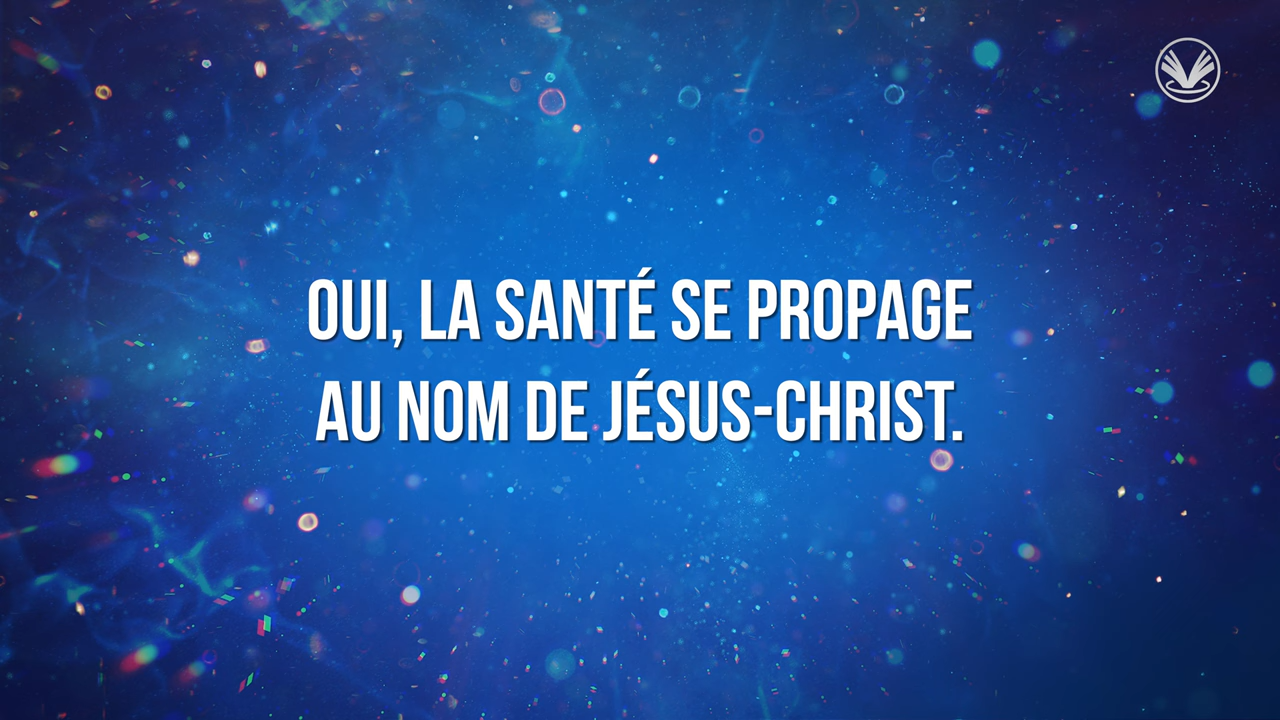 OUI, LA SANTÉ SE PROPAGE
AU NOM DE JÉSUS-CHRIST.